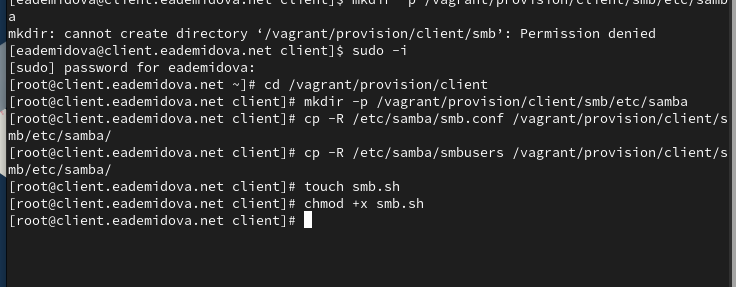 [eademidova@client.eademidova.net client]$ mkdir -p /vagrant/provision/client/smb/etc/samb
a
mkdir: cannot create directory ‘/vagrant/provision/client/smb’: Permission denied
[eademidova@client.eademidova.net client]$ sudo -i
[sudo] password for eademidova:
[root@client.eademidova.net ~]# cd /vagrant/provision/client
[root@client.eademidova.net client]# mkdir -p /vagrant/provision/client/smb/etc/samba
[root@client.eademidova.net client]# cp -R /etc/samba/smb.conf /vagrant/provision/client/s
mb/etc/samba/
[root@client.eademidova.net client]# cp -R /etc/samba/smbusers /vagrant/provision/client/s
mb/etc/samba/
[root@client.eademidova.net client]# touch smb.sh
[root@client.eademidova.net client]# chmod +x smb.sh
[root@client.eademidova.net client]#